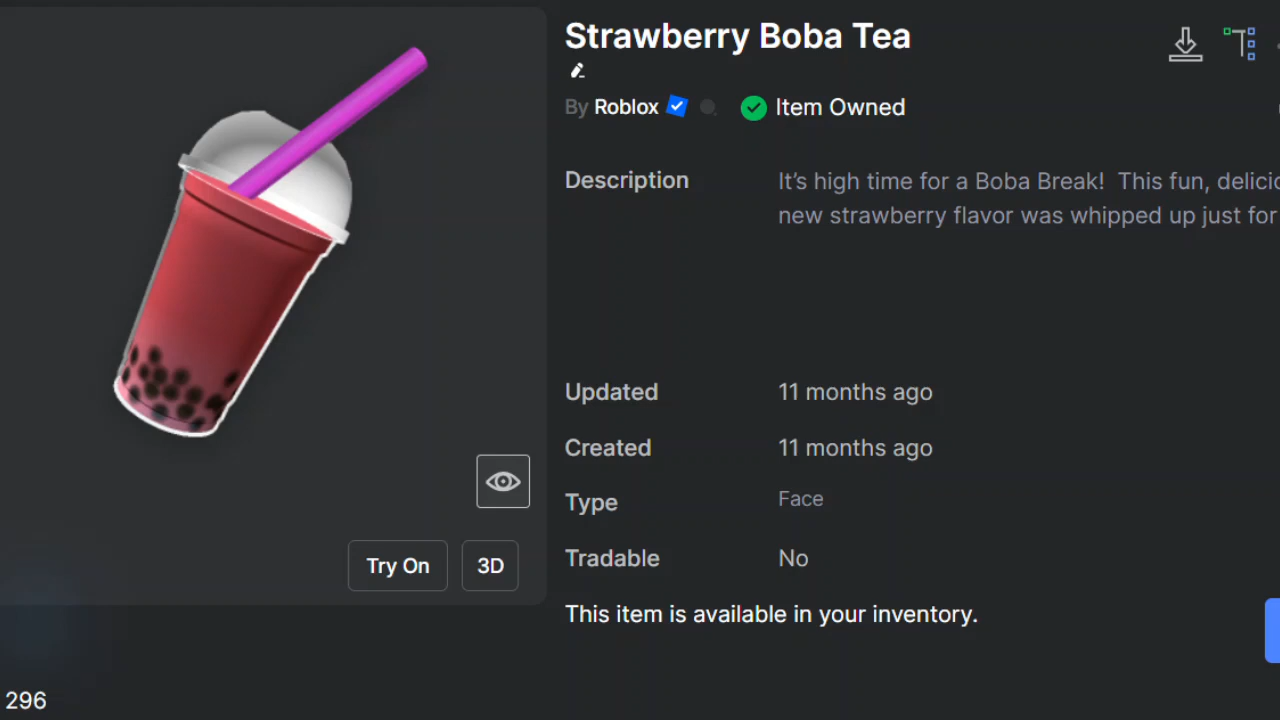 Strawberry Boba Tea
By Roblox
Item Owned
Description
It’s high time for a Boba Break!  This fun,
new strawberry flavor was whipped up just for
Updated 11 months ago
Created 11 months ago
Type Face
Tradable No
Try On
3D
This item is available in your inventory.
296